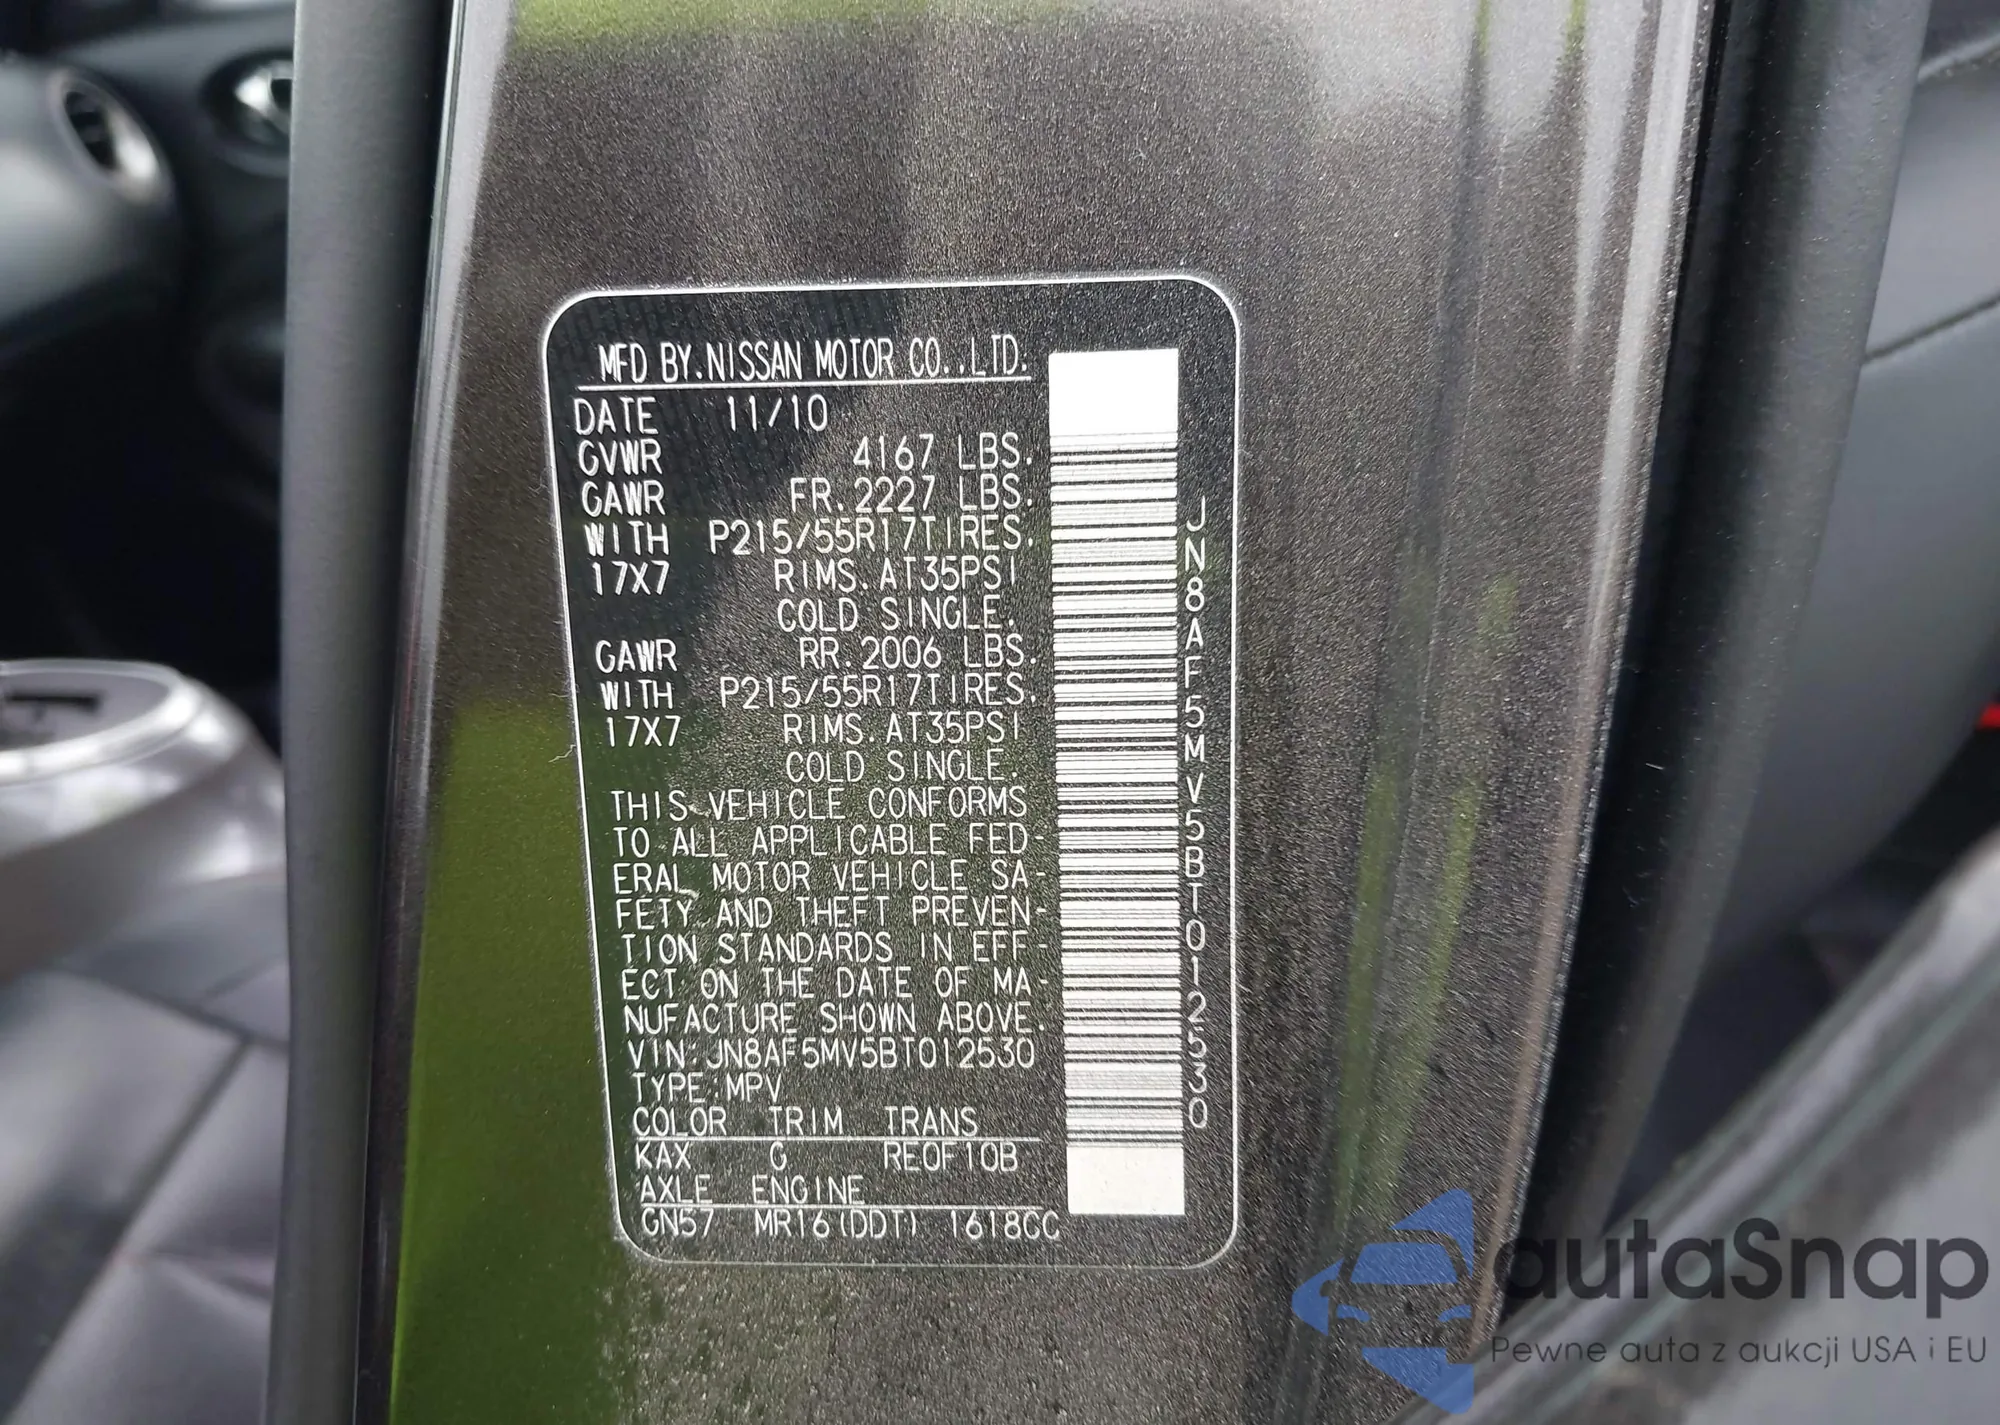 MFD BY.NISSAN MOTOR CO.,LTD.
DATE 11/10
GVWR 4167 LBS.
GAWR FR.2227 LBS.
WITH P215/55R17TIRES.
17X7 RIMS.AT35PSI
COLD SINGLE.
GAWR RR.2006 LBS.
WITH P215/55R17TIRES.
17X7 RIMS.AT35PSI
COLD SINGLE.
THIS VEHICLE CONFORMS
TO ALL APPLICABLE FED-
ERAL MOTOR VEHICLE SA-
FETY AND THEFT PREVEN-
TION STANDARDS IN EFF-
ECT ON THE DATE OF MA-
NUFACTURE SHOWN ABOVE.
VIN:JN8AF5MV5BT012530
TYPE:MPV
COLOR TRIM TRANS
KAX G RE0F10B
AXLE ENGINE
GN57 MR16(DDT) 1618CC
JN8AF5MV5BT012530
autaSnap
Pewne auta z aukcji USA i EU